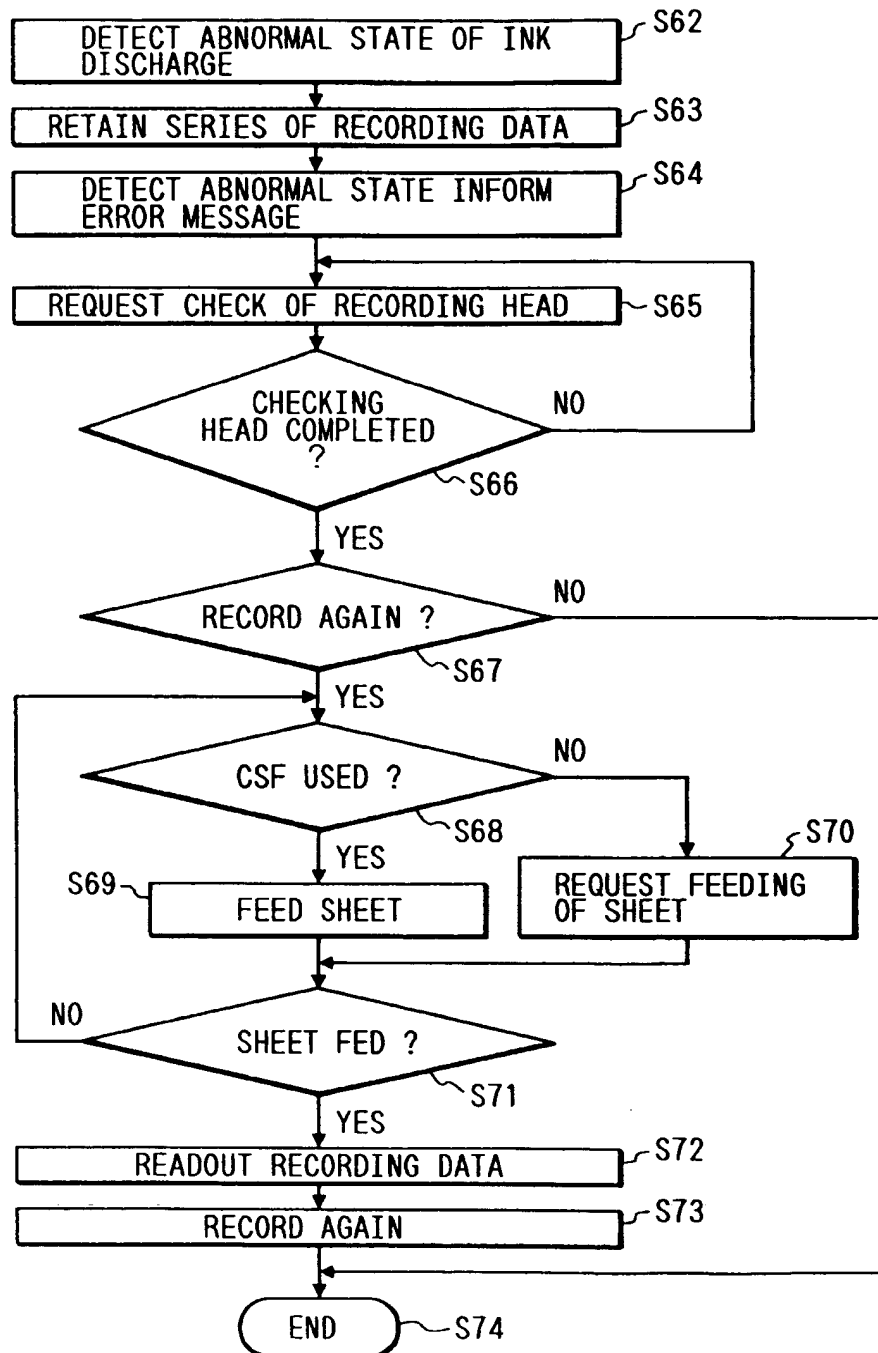 DETECT ABNORMAL STATE OF INK
DISCHARGE
S62
RETAIN SERIES OF RECORDING DATA
S63
DETECT ABNORMAL STATE INFORM
ERROR MESSAGE
S64
REQUEST CHECK OF RECORDING HEAD
S65
CHECKING
HEAD COMPLETED
?
NO
S66
YES
RECORD AGAIN ?
NO
S67
YES
CSF USED ?
NO
S68
YES
S69
FEED SHEET
S70
REQUEST FEEDING
OF SHEET
NO
SHEET FED ?
S71
YES
READOUT RECORDING DATA
S72
RECORD AGAIN
S73
END
S74